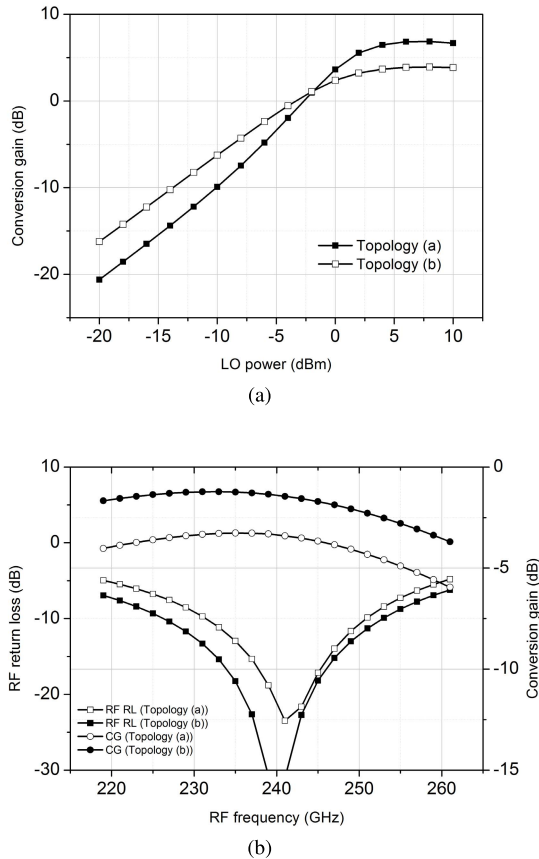 10
0
-10
-20
Conversion gain (dB)
Topology (a)
Topology (b)
-20 -15 -10 -5 0 5 10
LO power (dBm)
(a)
10
0
-10
-20
-30
RF return loss (dB)
0
-5
-10
-15
Conversion gain (dB)
RF RL (Topology (a))
RF RL (Topology (b))
CG (Topology (a))
CG (Topology (b))
220 230 240 250 260
RF frequency (GHz)
(b)